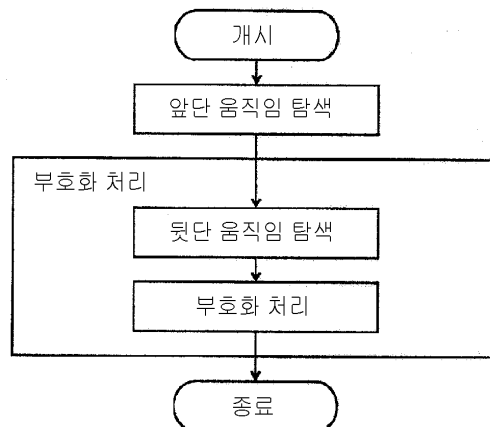 개시
앞단 움직임 탐색
부호화 처리
뒷단 움직임 탐색
부호화 처리
종료